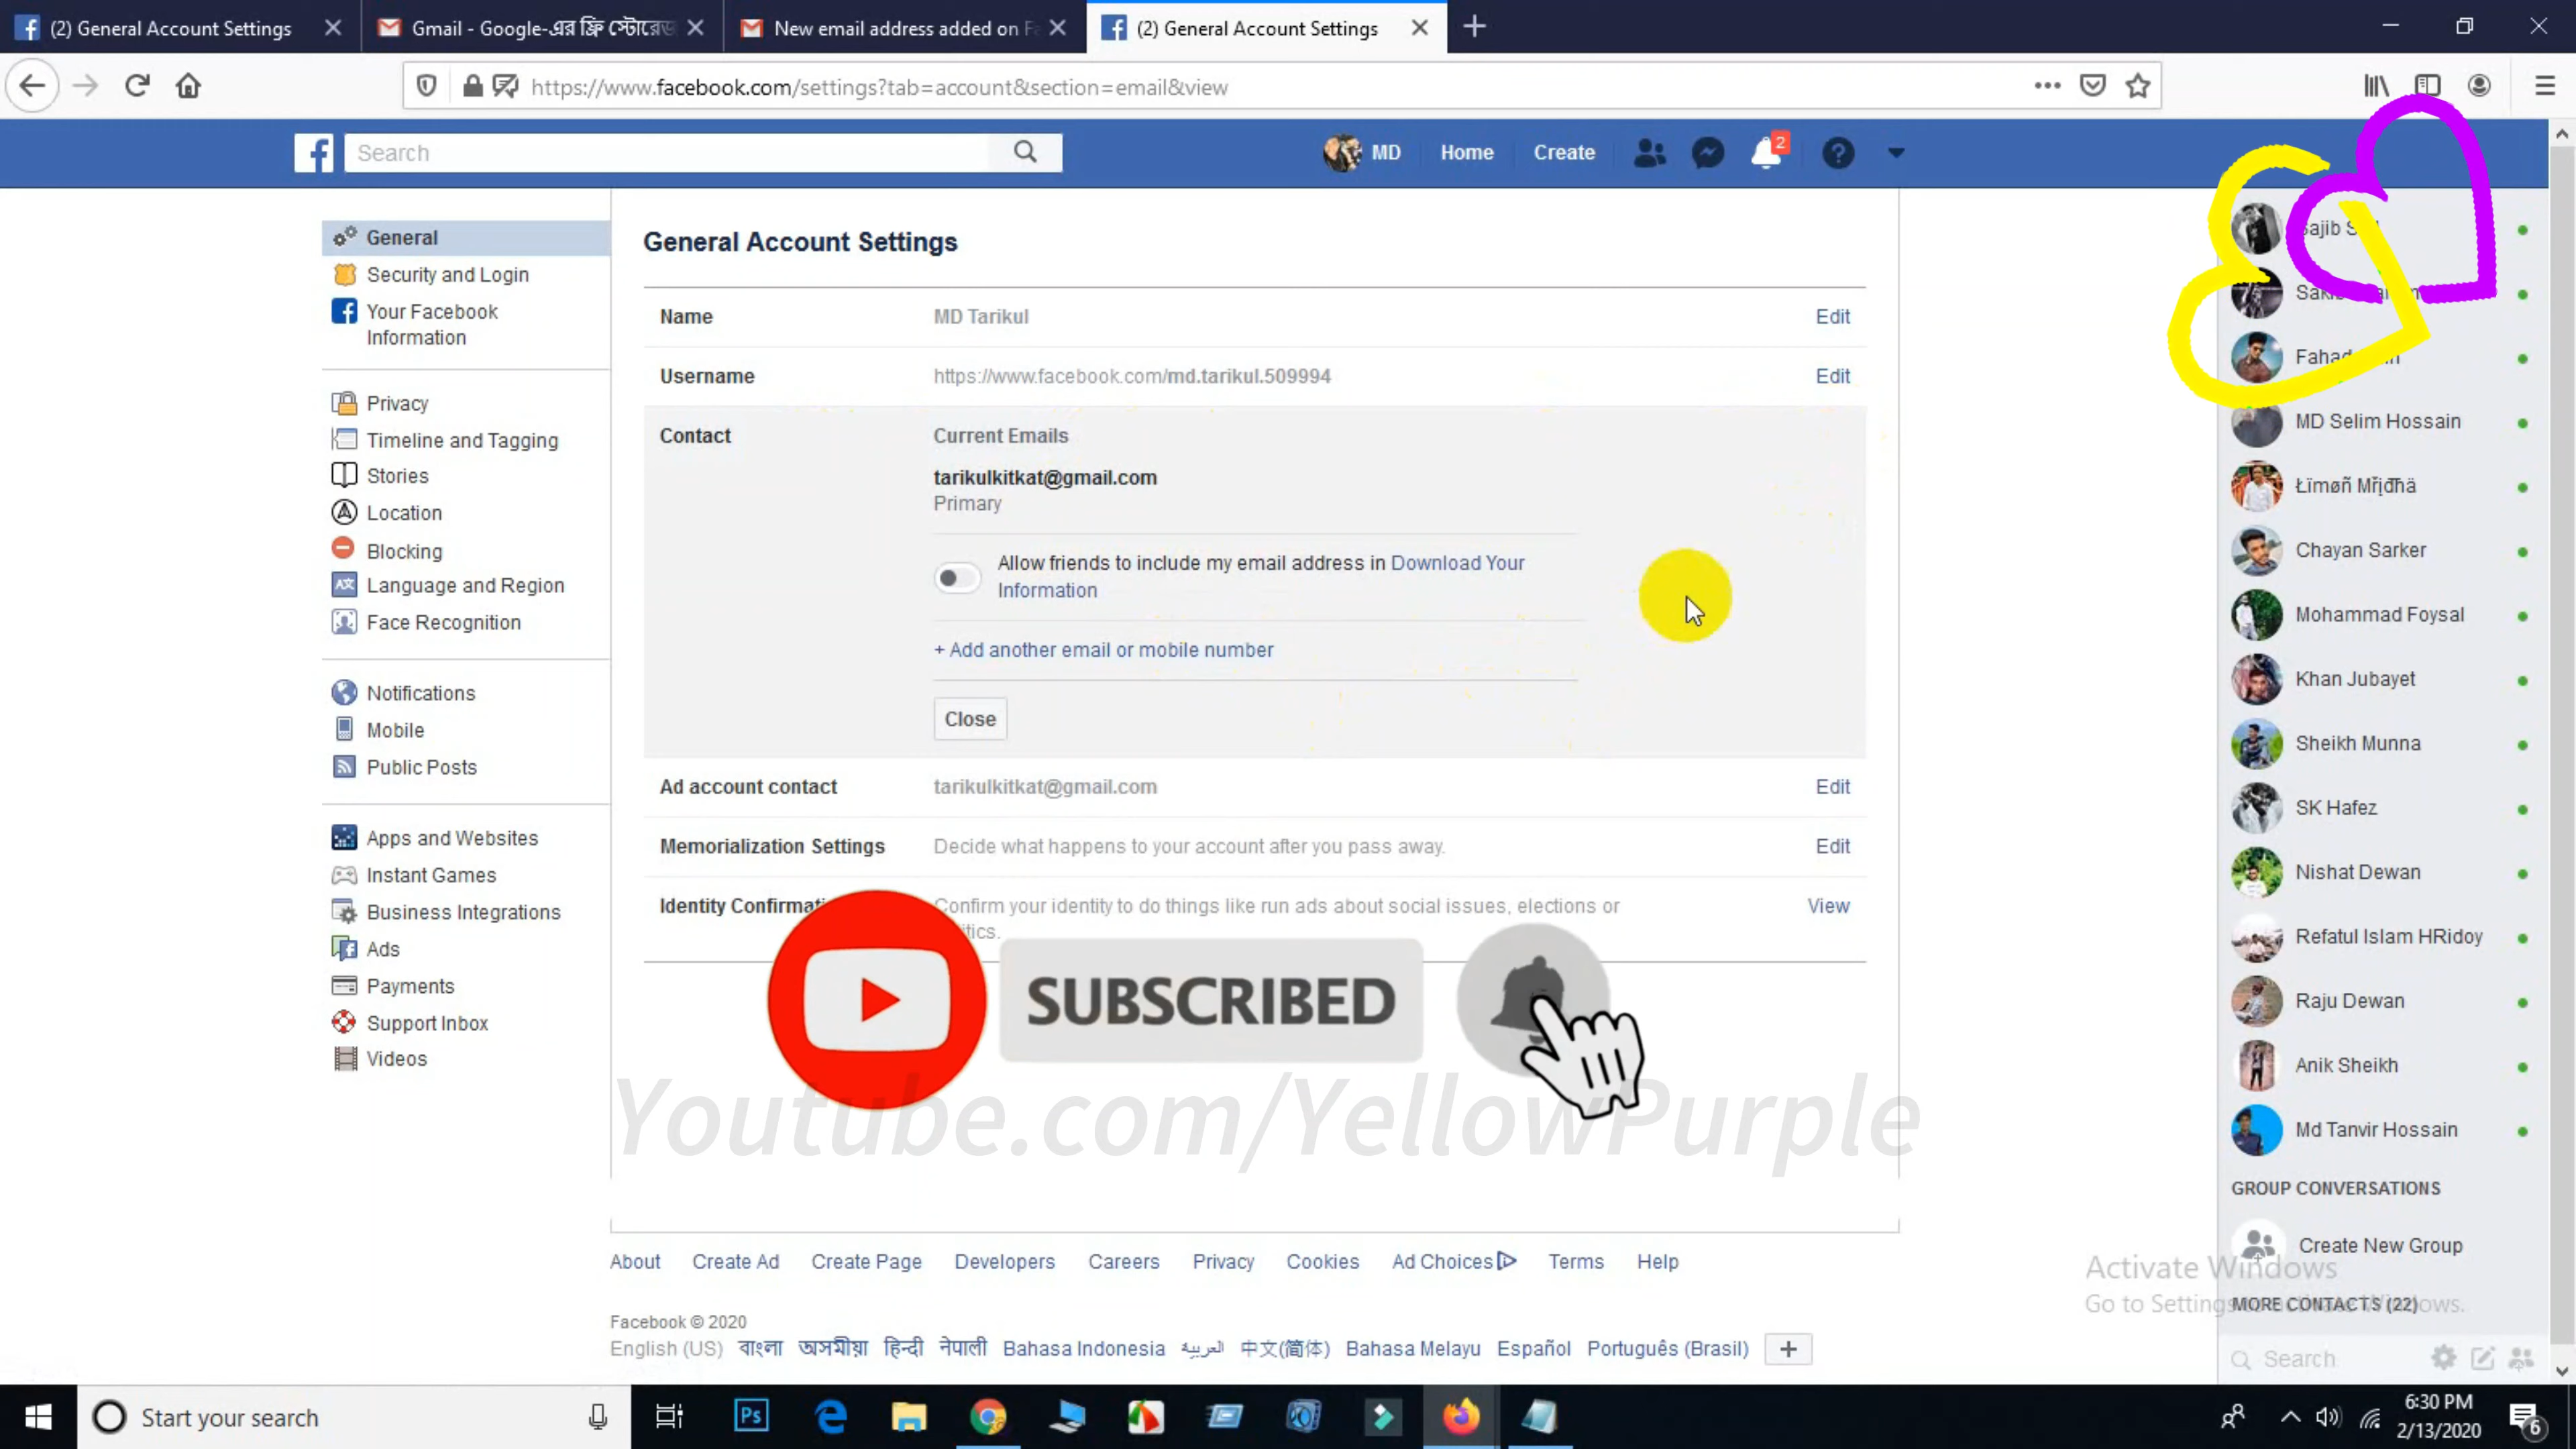 (2) General Account Settings
Gmail - Google-এর ফ্রি স্টোরেজ
New email address added on F
(2) General Account Settings
https://www.facebook.com/settings?tab=account&section=email&view
Search
MD
Home
Create
2
General
Security and Login
Your Facebook
Information
Privacy
Timeline and Tagging
Stories
Location
Blocking
Language and Region
Face Recognition
Notifications
Mobile
Public Posts
Apps and Websites
Instant Games
Business Integrations
Ads
Payments
Support Inbox
Videos
General Account Settings
Name MD Tarikul Edit
Username https://www.facebook.com/md.tarikul.509994 Edit
Contact Current Emails
tarikulkitkat@gmail.com
Primary
Allow friends to include my email address in Download Your
Information
+ Add another email or mobile number
Close
Ad account contact tarikulkitkat@gmail.com Edit
Memorialization Settings Decide what happens to your account after you pass away. Edit
Identity Confirmati Confirm your identity to do things like run ads about social issues, elections or View
SUBSCRIBED
Youtube.com/YellowPurple
MD Selim Hossain
Chayan Sarker
Mohammad Foysal
Khan Jubayet
Sheikh Munna
SK Hafez
Nishat Dewan
Refatul Islam HRidoy
Raju Dewan
Anik Sheikh
Md Tanvir Hossain
GROUP CONVERSATIONS
Create New Group
MORE CONTACTS (22)
Search
Activate Windows
Go to Settings to activate Windows.
About Create Ad Create Page Developers Careers Privacy Cookies Ad Choices Terms Help
Facebook © 2020
English (US) বাংলা অসমীয়া हिन्दी नेपाली Bahasa Indonesia العربية 中文(简体) Bahasa Melayu Español Português (Brasil)
Start your search
Ps
6:30 PM
2/13/2020
6